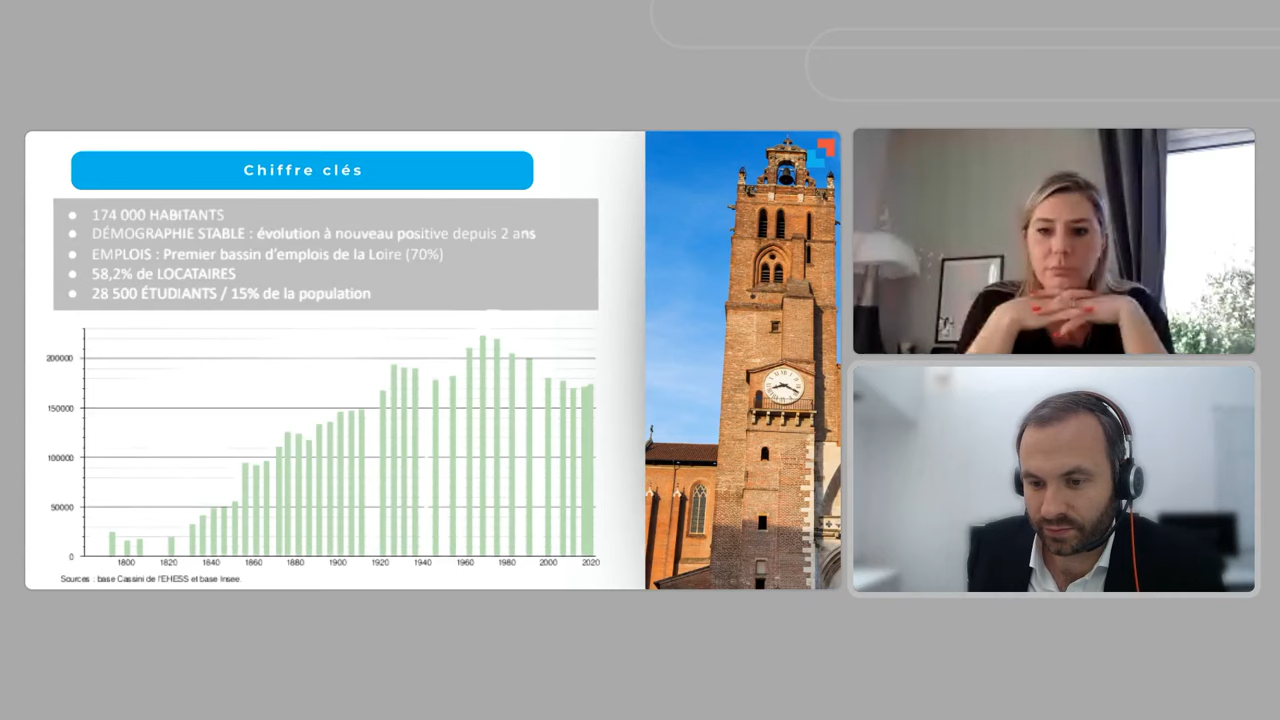 Chiffre clés
● 174 000 HABITANTS
● DÉMOGRAPHIE STABLE : évolution à nouveau positive depuis 2 ans
● EMPLOIS : Premier bassin d'emplois de la Loire (70%)
● 58,2% de LOCATAIRES
● 28 500 ÉTUDIANTS / 15% de la population
200000
150000
100000
50000
0
1800 1820 1840 1860 1880 1900 1920 1940 1960 1980 2000 2020
Sources : base Cassini de l'EHESS et base Insee.